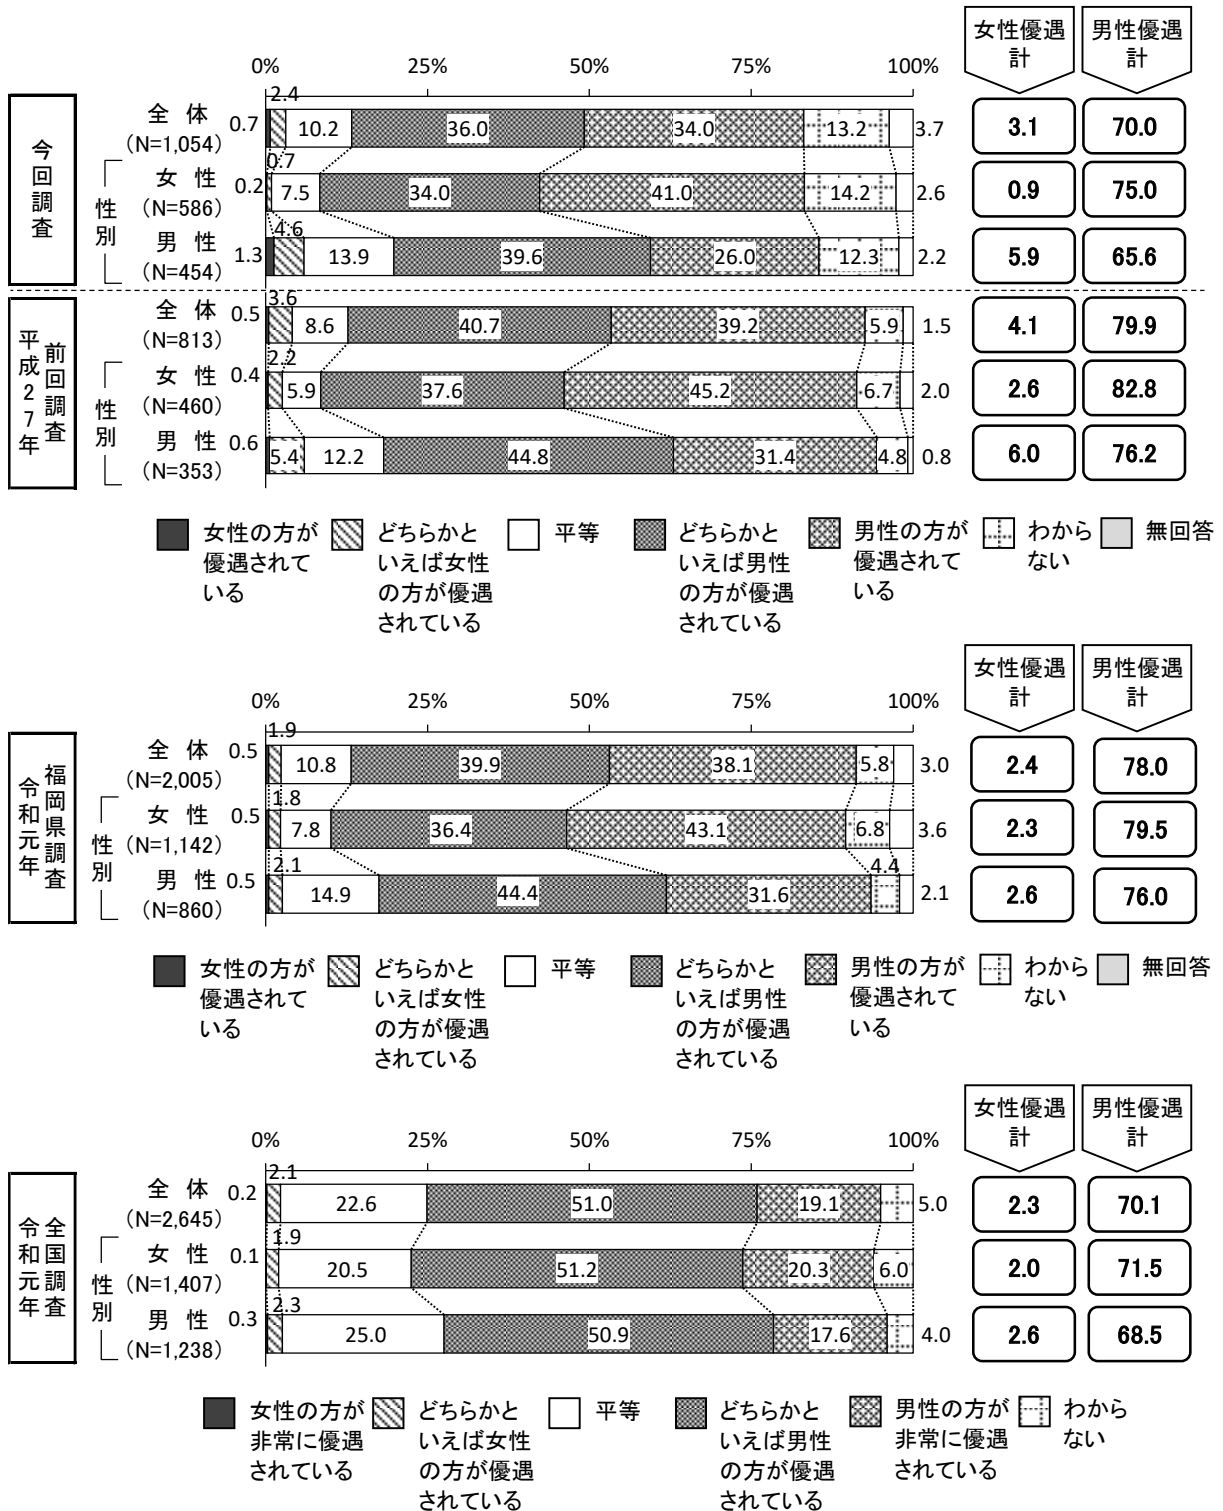 女性優遇 男性優遇
計 計
0% 25% 50% 75% 100%
今回調査
2.4
全 体 0.7 10.2 36.0 34.0 13.2 3.7 3.1 70.0
(N=1,054)
性別
0.7
女 性 0.2 7.5 34.0 41.0 14.2 2.6 0.9 75.0
(N=586)
4.6
男 性 1.3 13.9 39.6 26.0 12.3 2.2 5.9 65.6
(N=454)
前回調査
平成27年
3.6
全 体 0.5 8.6 40.7 39.2 5.9 1.5 4.1 79.9
(N=813)
性別
2.2
女 性 0.4 5.9 37.6 45.2 6.7 2.0 2.6 82.8
(N=460)
男 性 0.6 5.4 12.2 44.8 31.4 4.8 0.8 6.0 76.2
(N=353)
女性の方が どちらかと 平等 どちらかと 男性の方が わから 無回答
優遇されて いえば女性 いえば男性 優遇されて ない
いる の方が優遇 の方が優遇 いる
されている されている
女性優遇 男性優遇
計 計
0% 25% 50% 75% 100%
福岡県調査
令和元年
1.9
全 体 0.5 10.8 39.9 38.1 5.8 3.0 2.4 78.0
(N=2,005)
性別
1.8
女 性 0.5 7.8 36.4 43.1 6.8 3.6 2.3 79.5
(N=1,142)
2.1 4.4
男 性 0.5 14.9 44.4 31.6 2.1 2.6 76.0
(N=860)
女性の方が どちらかと 平等 どちらかと 男性の方が わから 無回答
優遇されて いえば女性 いえば男性 優遇されて ない
いる の方が優遇 の方が優遇 いる
されている されている
女性優遇 男性優遇
計 計
0% 25% 50% 75% 100%
全国調査
令和元年
2.1
全 体 0.2 22.6 51.0 19.1 5.0 2.3 70.1
(N=2,645)
性別
1.9
女 性 0.1 20.5 51.2 20.3 6.0 2.0 71.5
(N=1,407)
2.3
男 性 0.3 25.0 50.9 17.6 4.0 2.6 68.5
(N=1,238)
女性の方が どちらかと 平等 どちらかと 男性の方が わから
非常に優遇 いえば女性 いえば男性 非常に優遇 ない
されている の方が優遇 の方が優遇 されている
されている されている